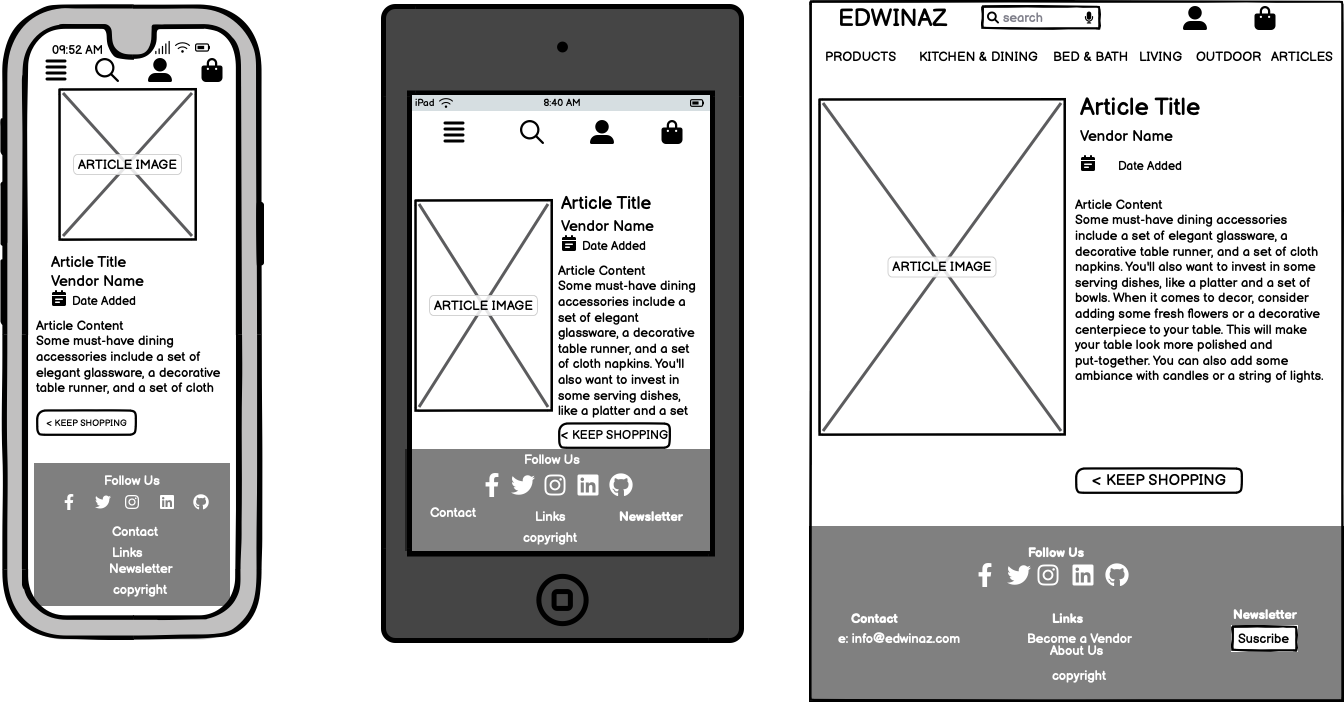 09:52 AM
ARTICLE IMAGE
Article Title
Vendor Name
Date Added
Article Content
Some must-have dining
accessories include a set of
elegant glassware, a decorative
table runner, and a set of cloth
< KEEP SHOPPING
Follow Us
Contact
Links
Newsletter
copyright
iPad
8:40 AM
ARTICLE IMAGE
Article Title
Vendor Name
Date Added
Article Content
Some must-have dining
accessories include a
set of elegant
glassware, a decorative
table runner, and a set
of cloth napkins. You'll
also want to invest in
some serving dishes,
like a platter and a set
< KEEP SHOPPING
Follow Us
Contact
Links
Newsletter
copyright
EDWINAZ
search
PRODUCTS KITCHEN & DINING BED & BATH LIVING OUTDOOR ARTICLES
ARTICLE IMAGE
Article Title
Vendor Name
Date Added
Article Content
Some must-have dining accessories
include a set of elegant glassware, a
decorative table runner, and a set of cloth
napkins. You'll also want to invest in some
serving dishes, like a platter and a set of
bowls. When it comes to decor, consider
adding some fresh flowers or a decorative
centerpiece to your table. This will make
your table look more polished and
put-together. You can also add some
ambiance with candles or a string of lights.
< KEEP SHOPPING
Follow Us
Contact
e: info@edwinaz.com
Links
Become a Vendor
About Us
Newsletter
Suscribe
copyright